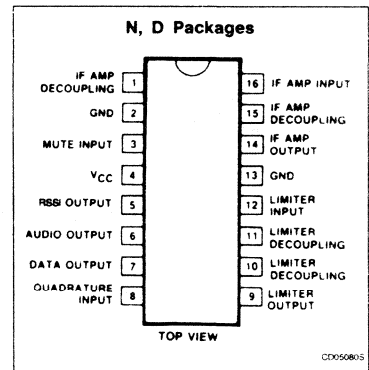 N, D Packages
IF AMP
DECOUPLING 1
GND 2
MUTE INPUT 3
VCC 4
RSSI OUTPUT 5
AUDIO OUTPUT 6
DATA OUTPUT 7
QUADRATURE
INPUT 8
16 IF AMP INPUT
15 IF AMP
DECOUPLING
14 IF AMP
OUTPUT
13 GND
12 LIMITER
INPUT
11 LIMITER
DECOUPLING
10 LIMITER
DECOUPLING
9 LIMITER
OUTPUT
TOP VIEW
CD05080S